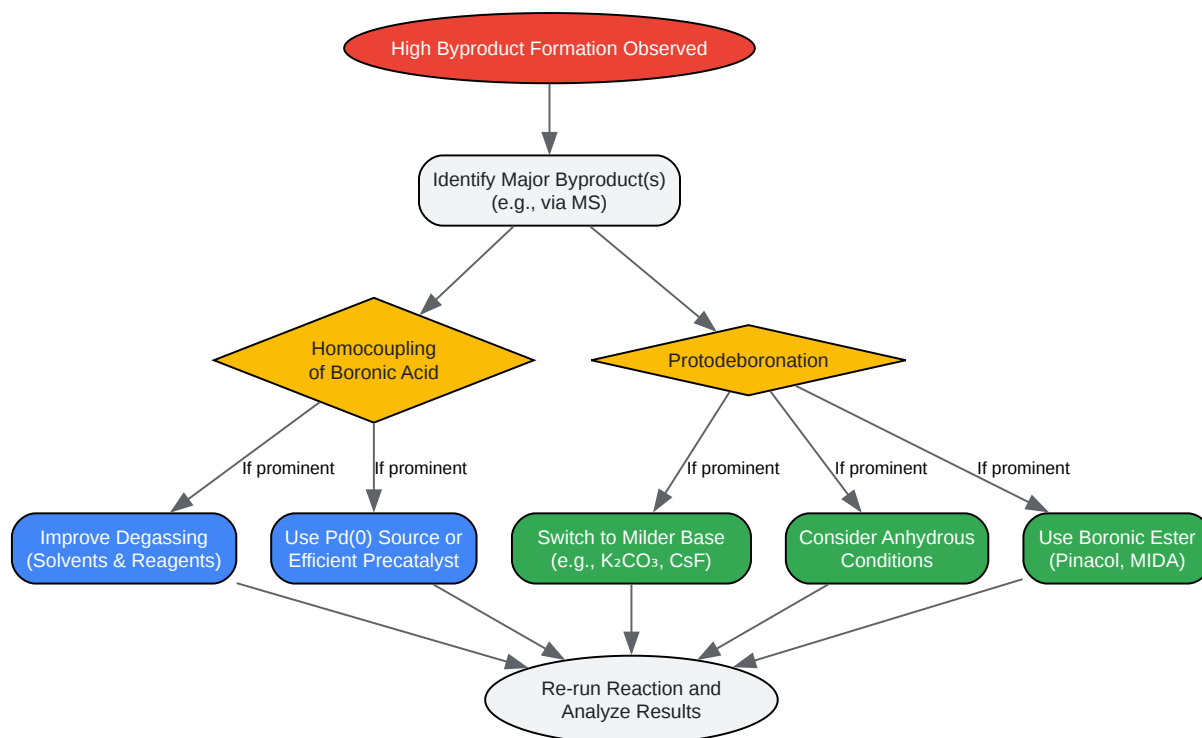 High Byproduct Formation Observed
Identify Major Byproduct(s)
(e.g., via MS)
Homocoupling
of Boronic Acid
Protodeboronation
If prominent
If prominent
If prominent
If prominent
If prominent
Improve Degassing
(Solvents & Reagents)
Use Pd(0) Source or
Efficient Precatalyst
Switch to Milder Base
(e.g., K₂CO₃, CsF)
Consider Anhydrous
Conditions
Use Boronic Ester
(Pinacol, MIDA)
Re-run Reaction and
Analyze Results